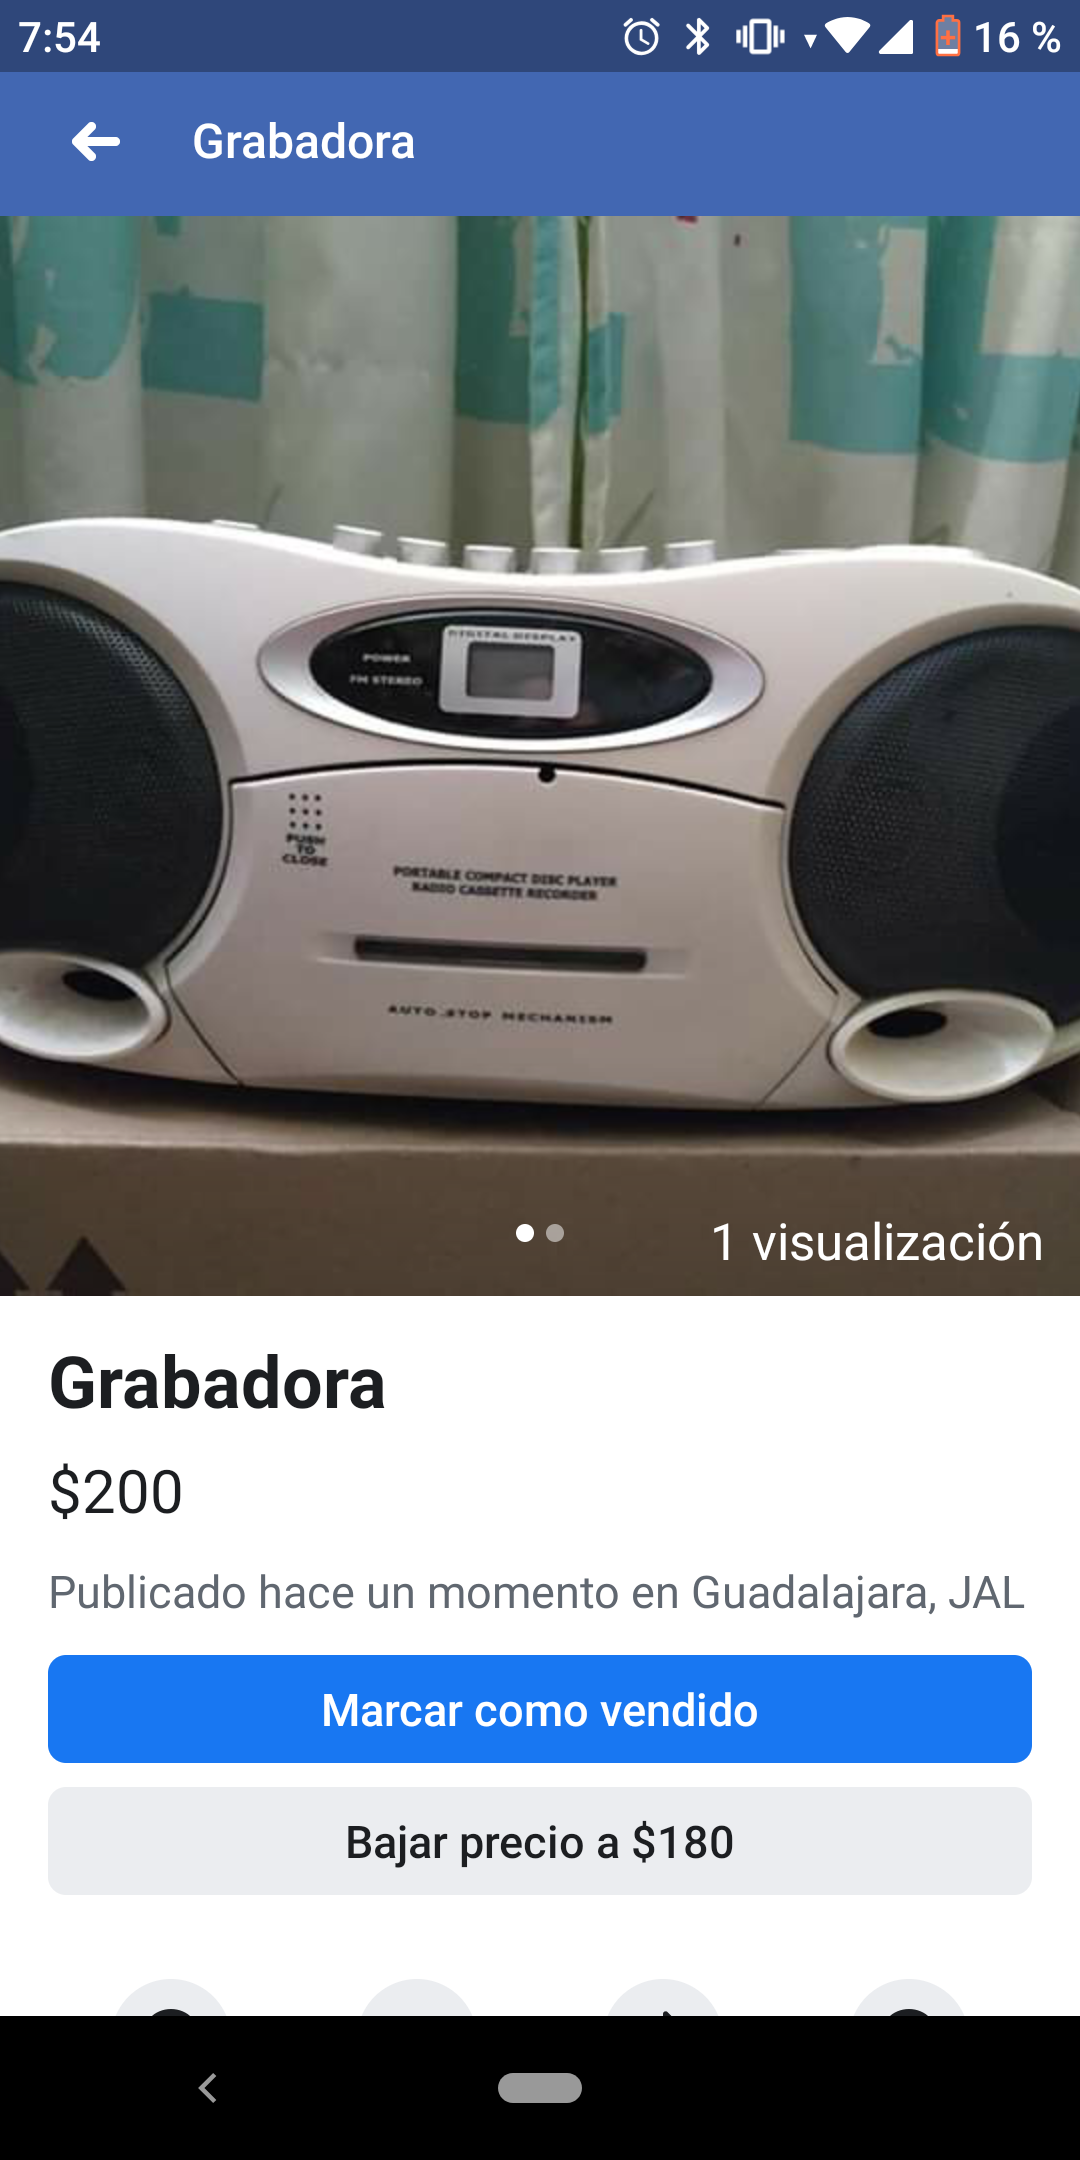 7:54
16 %
Grabadora
DIGITAL DISPLAY
POWER
FM STEREO
PUSH
TO
CLOSE
PORTABLE COMPACT DISC PLAYER
RADIO CASSETTE RECORDER
AUTO STOP MECHANISM
1 visualización
Grabadora
$200
Publicado hace un momento en Guadalajara, JAL
Marcar como vendido
Bajar precio a $180